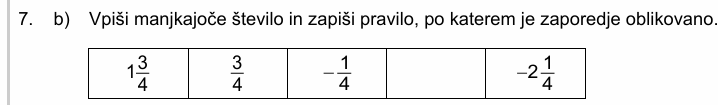 7. b) Vpiši manjkajoče število in zapiši pravilo, po katerem je zaporedje oblikovano.
1 3/4 3/4 −1/4 −2 1/4